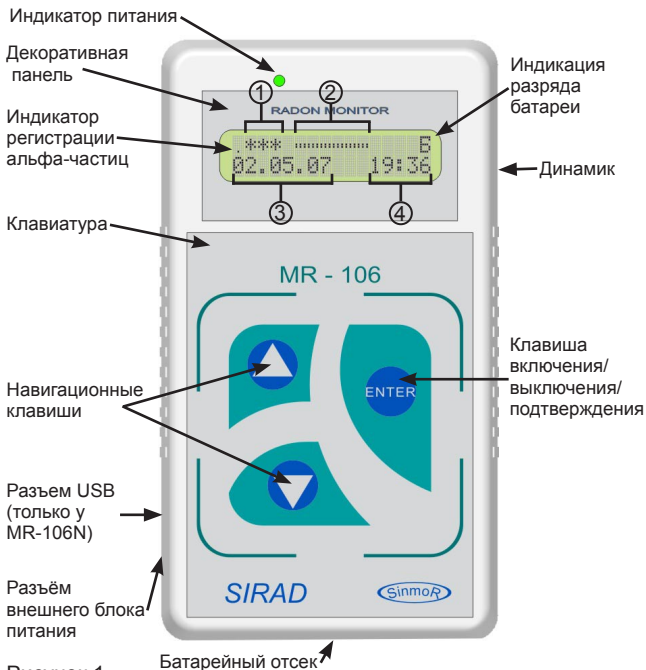 Индикатор питания
Декоративная
панель
Индикатор
регистрации
альфа-частиц
Клавиатура
Навигационные
клавиши
Разъем USB
(только у
MR-106N)
Разъём
внешнего блока
питания
Батарейный отсек
Индикация
разряда
батареи
Динамик
Клавиша
включения/
выключения/
подтверждения
1 2
RADON MONITOR
.*** Б
02.05.07 19:36
3 4
MR - 106
ENTER
SIRAD SinmoR